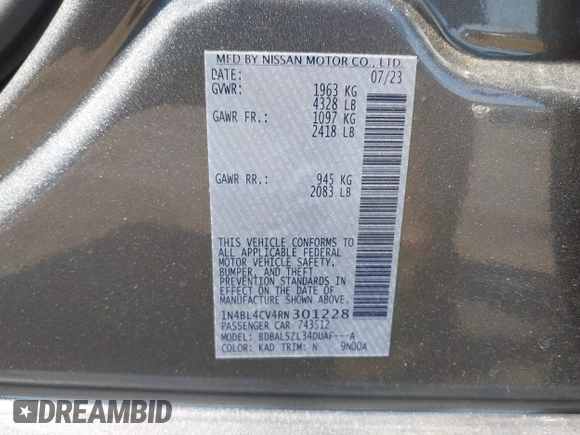 MFD BY NISSAN MOTOR CO., LTD.
DATE: 07/23
GVWR: 1963 KG
4328 LB
GAWR FR.: 1097 KG
2418 LB
GAWR RR.: 945 KG
2083 LB
THIS VEHICLE CONFORMS TO
ALL APPLICABLE FEDERAL
MOTOR VEHICLE SAFETY,
BUMPER, AND THEFT
PREVENTION STANDARDS IN
EFFECT ON THE DATE OF
MANUFACTURE SHOWN ABOVE.
1N4BL4CV4RN301228
PASSENGER CAR 743512
MODEL: BDBALSZL34DUAF---A
COLOR: KAD TRIM: N 9N00A
DREAMBID